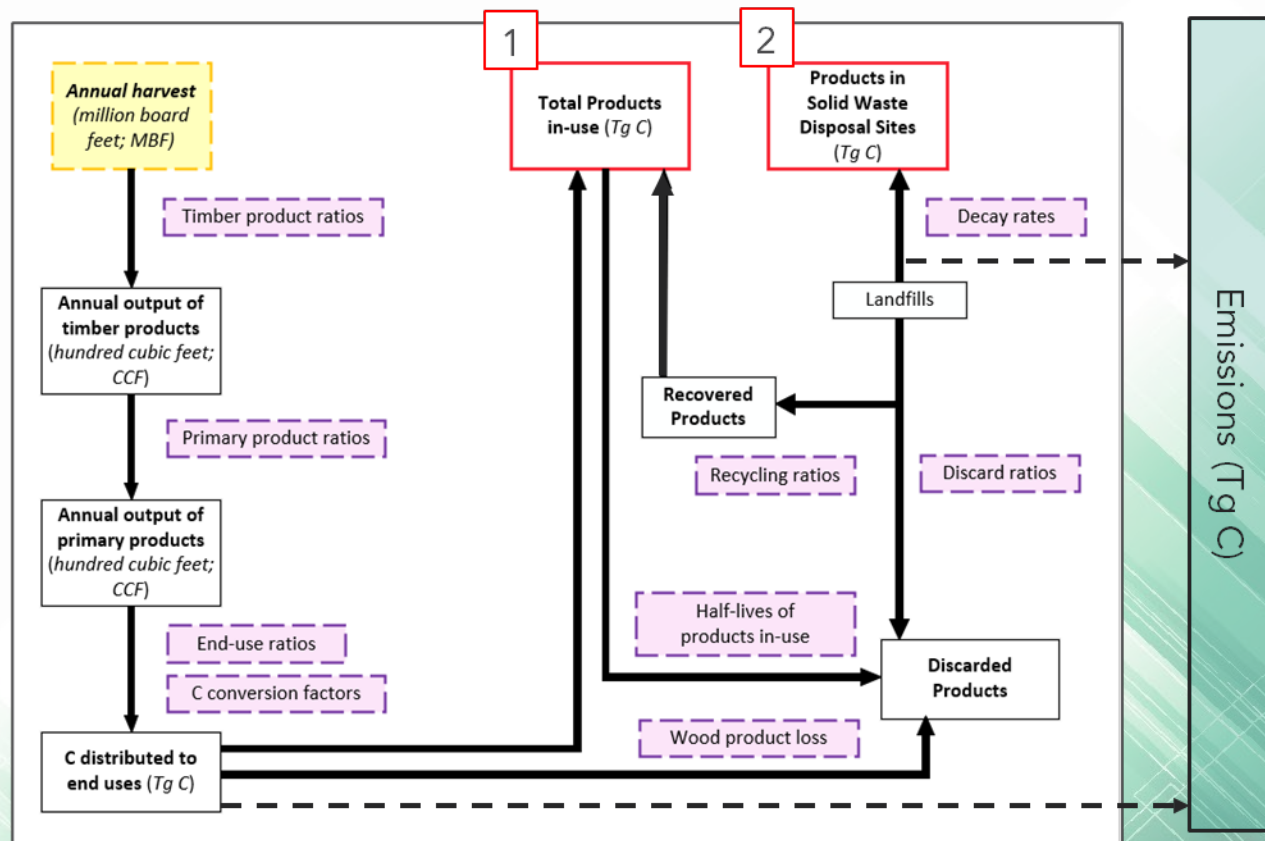 1
2
Annual harvest
(million board
feet; MBF)
Total Products
in-use (Tg C)
Products in
Solid Waste
Disposal Sites
(Tg C)
Timber product ratios
Decay rates
Annual output of
timber products
(hundred cubic feet;
CCF)
Landfills
Recovered
Products
Primary product ratios
Recycling ratios
Discard ratios
Annual output of
primary products
(hundred cubic feet;
CCF)
Half-lives of
products in-use
End-use ratios
C conversion factors
Discarded
Products
Wood product loss
C distributed to
end uses (Tg C)
Emissions (Tg C)